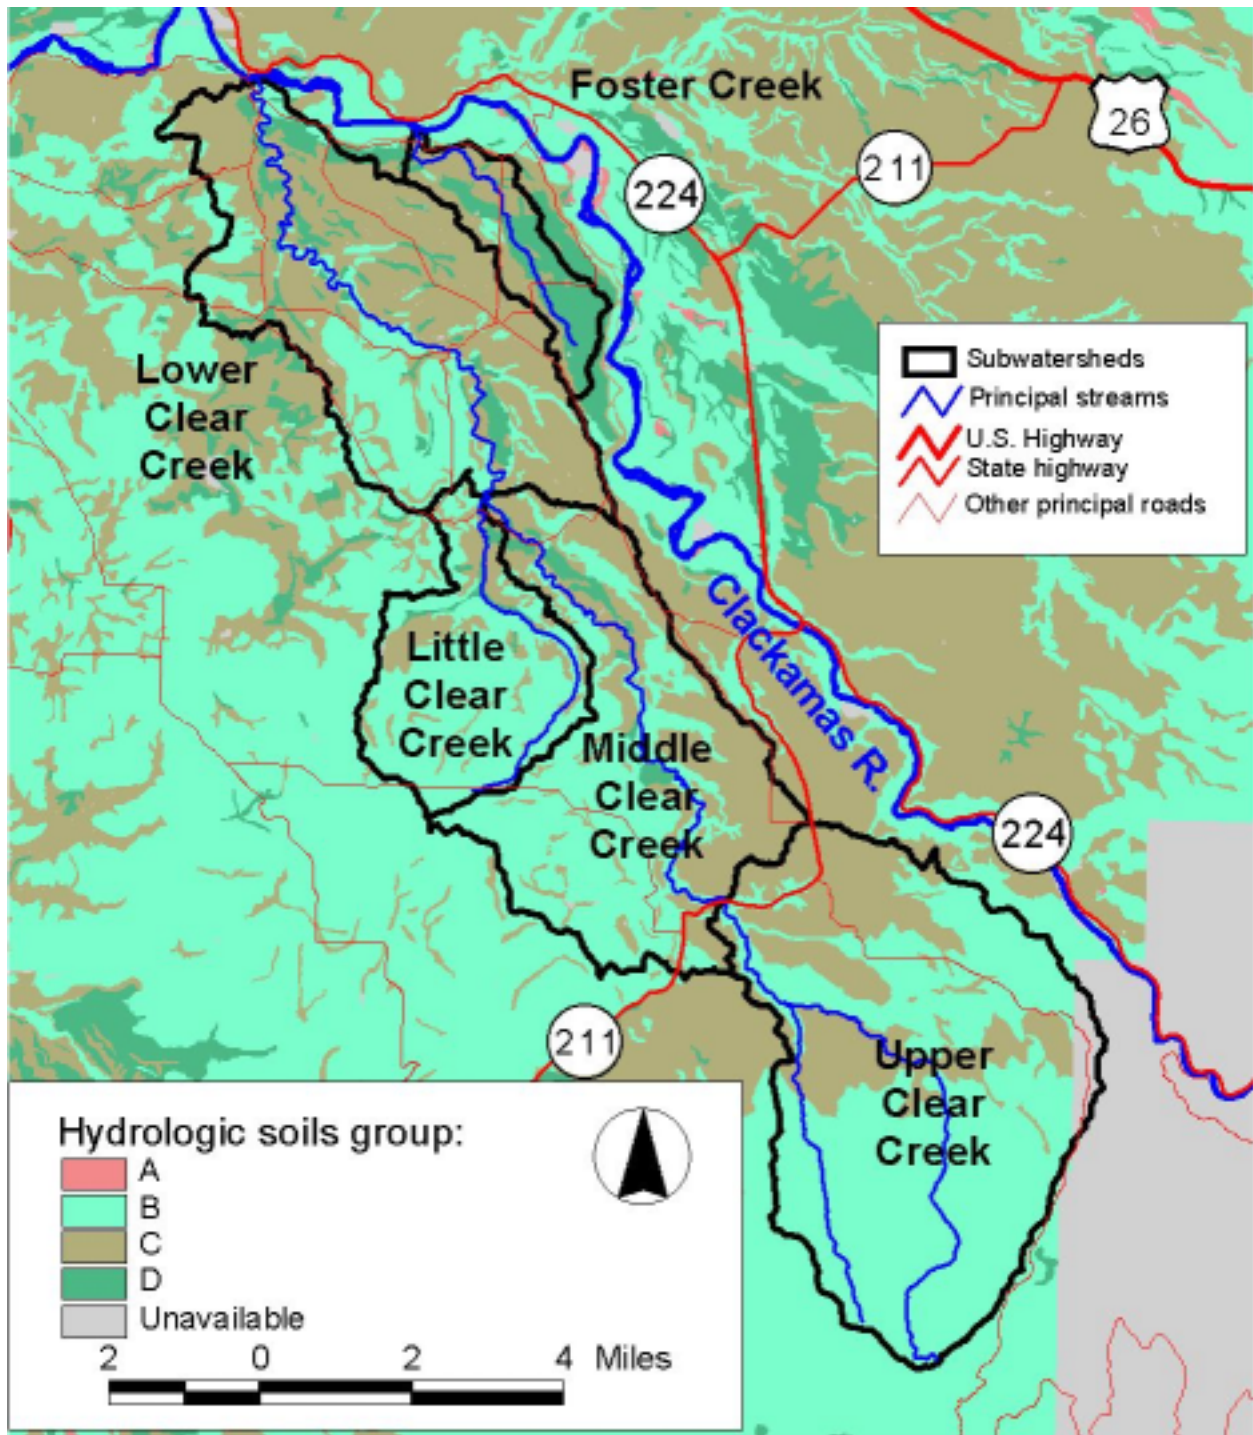 Foster Creek
26
211
224
Subwatersheds
Principal streams
U.S. Highway
State highway
Other principal roads
Lower
Clear
Creek
Clackamas R.
Little
Clear
Creek
Middle
Clear
Creek
224
211
Upper
Clear
Creek
Hydrologic soils group:
A
B
C
D
Unavailable
2 0 2 4 Miles